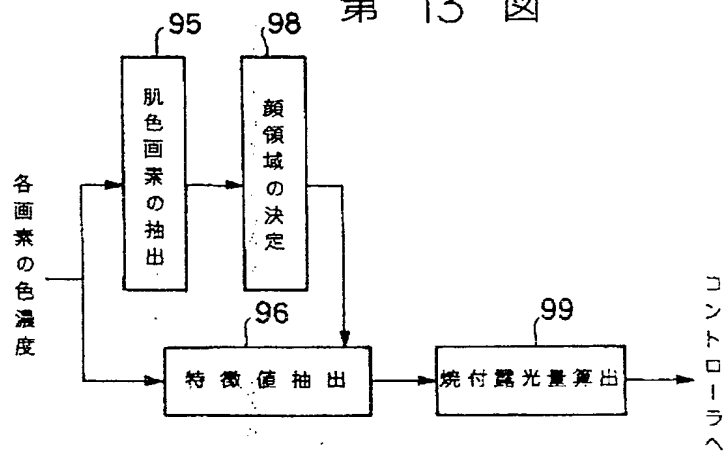 第 13 図
95
98
肌色画素の抽出
顔領域の決定
各画素の色濃度
96
特徴値抽出
99
焼付露光量算出
コントローラへ